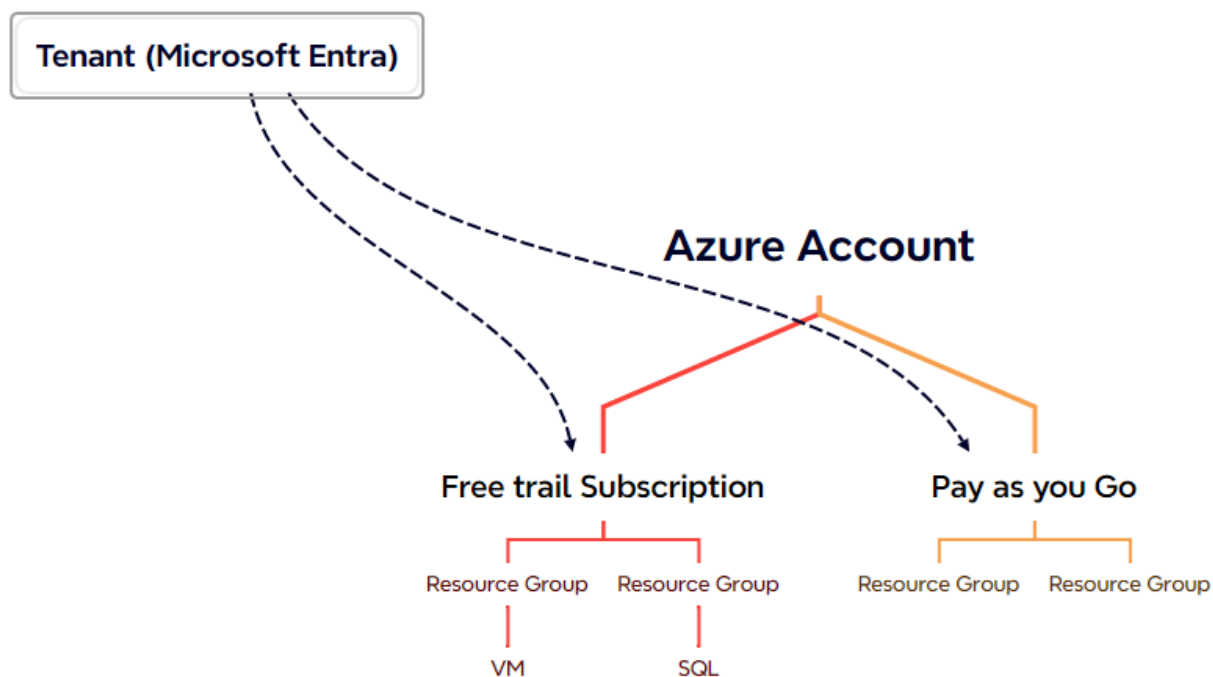 Tenant (Microsoft Entra)
Azure Account
Free trail Subscription
Pay as you Go
Resource Group
Resource Group
Resource Group
Resource Group
VM
SQL